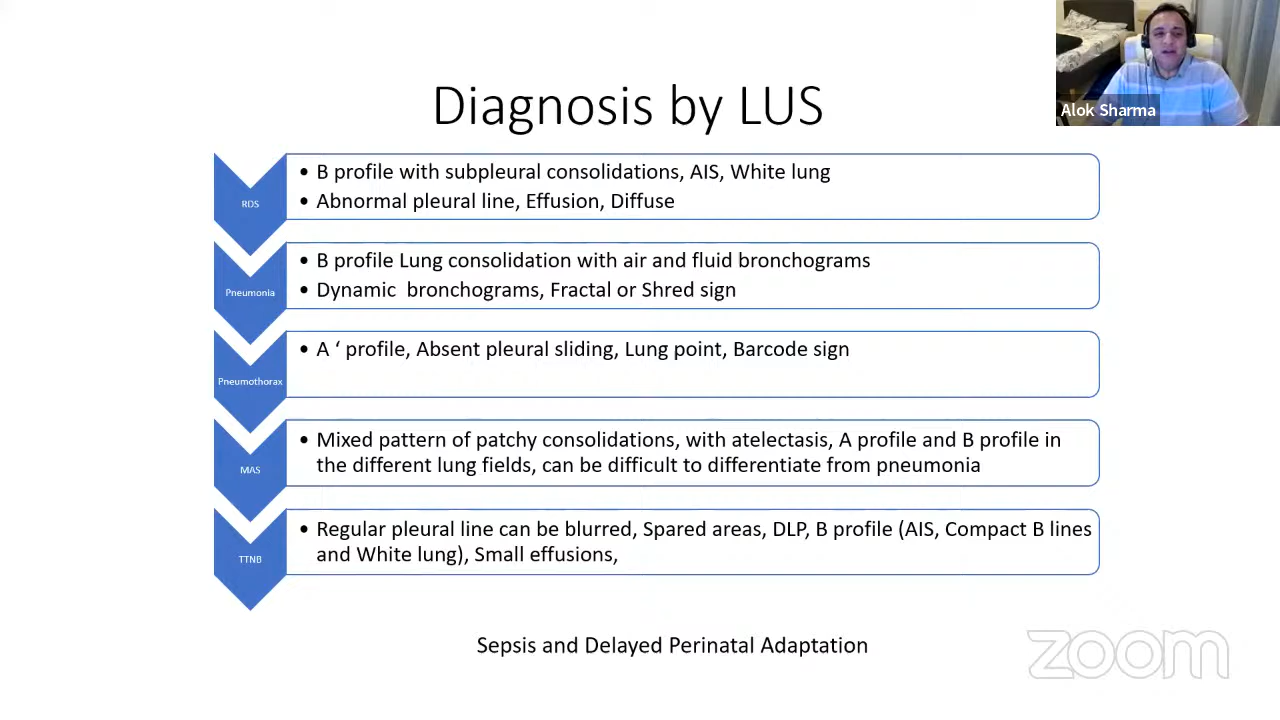 Alok Sharma
Diagnosis by LUS
RDS
• B profile with subpleural consolidations, AIS, White lung
• Abnormal pleural line, Effusion, Diffuse
Pneumonia
• B profile Lung consolidation with air and fluid bronchograms
• Dynamic  bronchograms, Fractal or Shred sign
Pneumothorax
• A ‘ profile, Absent pleural sliding, Lung point, Barcode sign
MAS
• Mixed pattern of patchy consolidations, with atelectasis, A profile and B profile in
the different lung fields, can be difficult to differentiate from pneumonia
TTNB
• Regular pleural line can be blurred, Spared areas, DLP, B profile (AIS, Compact B lines
and White lung), Small effusions,
Sepsis and Delayed Perinatal Adaptation
zoom